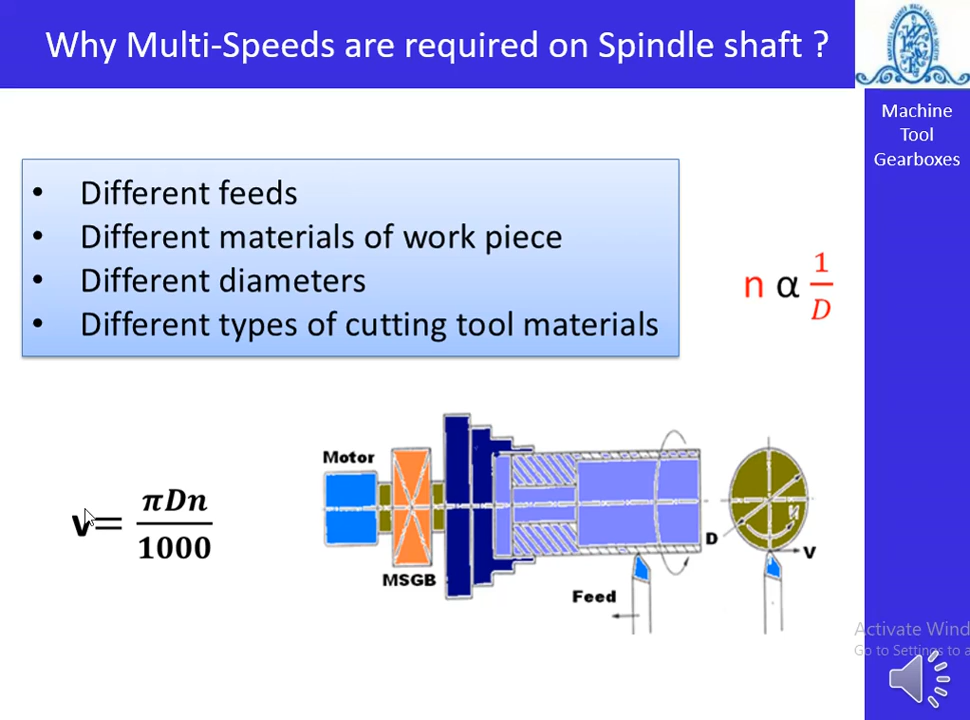 Why Multi-Speeds are required on Spindle shaft ?
Machine
Tool
Gearboxes
• Different feeds
• Different materials of work piece
• Different diameters
• Different types of cutting tool materials
n α 1/D
v= πDn/1000
Motor
MSGB
Feed
D
V
Activate Wind
Go to Settings to a